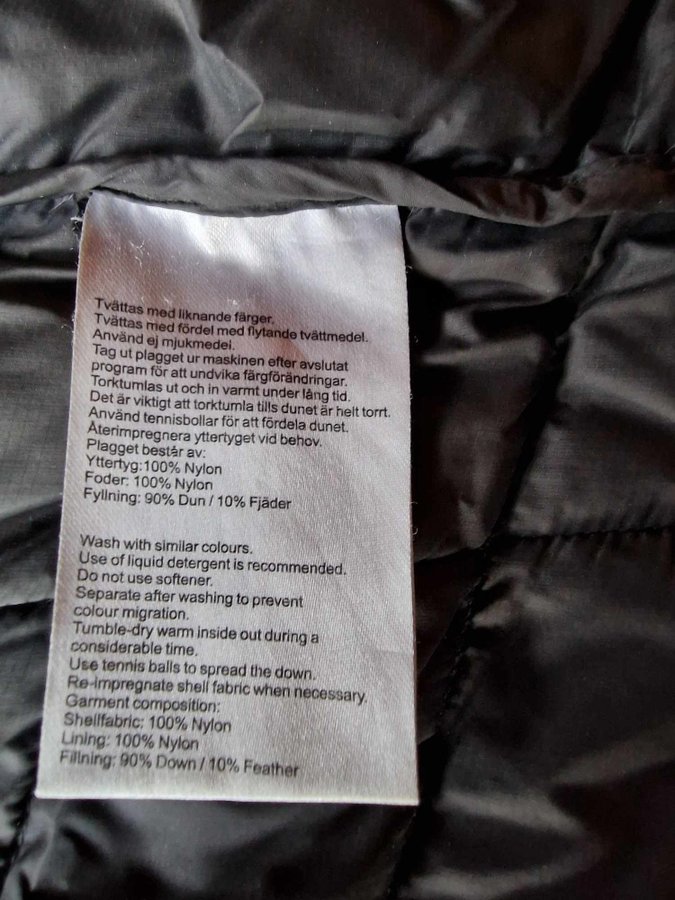 Tvättas med liknande färger.
Tvättas med fördel med flytande tvättmedel.
Använd ej mjukmedei.
Tag ut plagget ur maskinen efter avslutat
program för att undvika färgförändringar.
Torktumlas ut och in varmt under lång tid.
Det är viktigt att torktumla tills dunet är helt torrt.
Använd tennisbollar för att fördela dunet.
Återimpregnera yttertyget vid behov.
Plagget består av:
Yttertyg:100% Nylon
Foder: 100% Nylon
Fyllning: 90% Dun / 10% Fjäder
Wash with similar colours.
Use of liquid detergent is recommended.
Do not use softener.
Separate after washing to prevent
colour migration.
Tumble-dry warm inside out during a
considerable time.
Use tennis balls to spread the down.
Re-impregnate shell fabric when necessary.
Garment composition:
Shellfabric: 100% Nylon
Lining: 100% Nylon
Fillning: 90% Down / 10% Feather